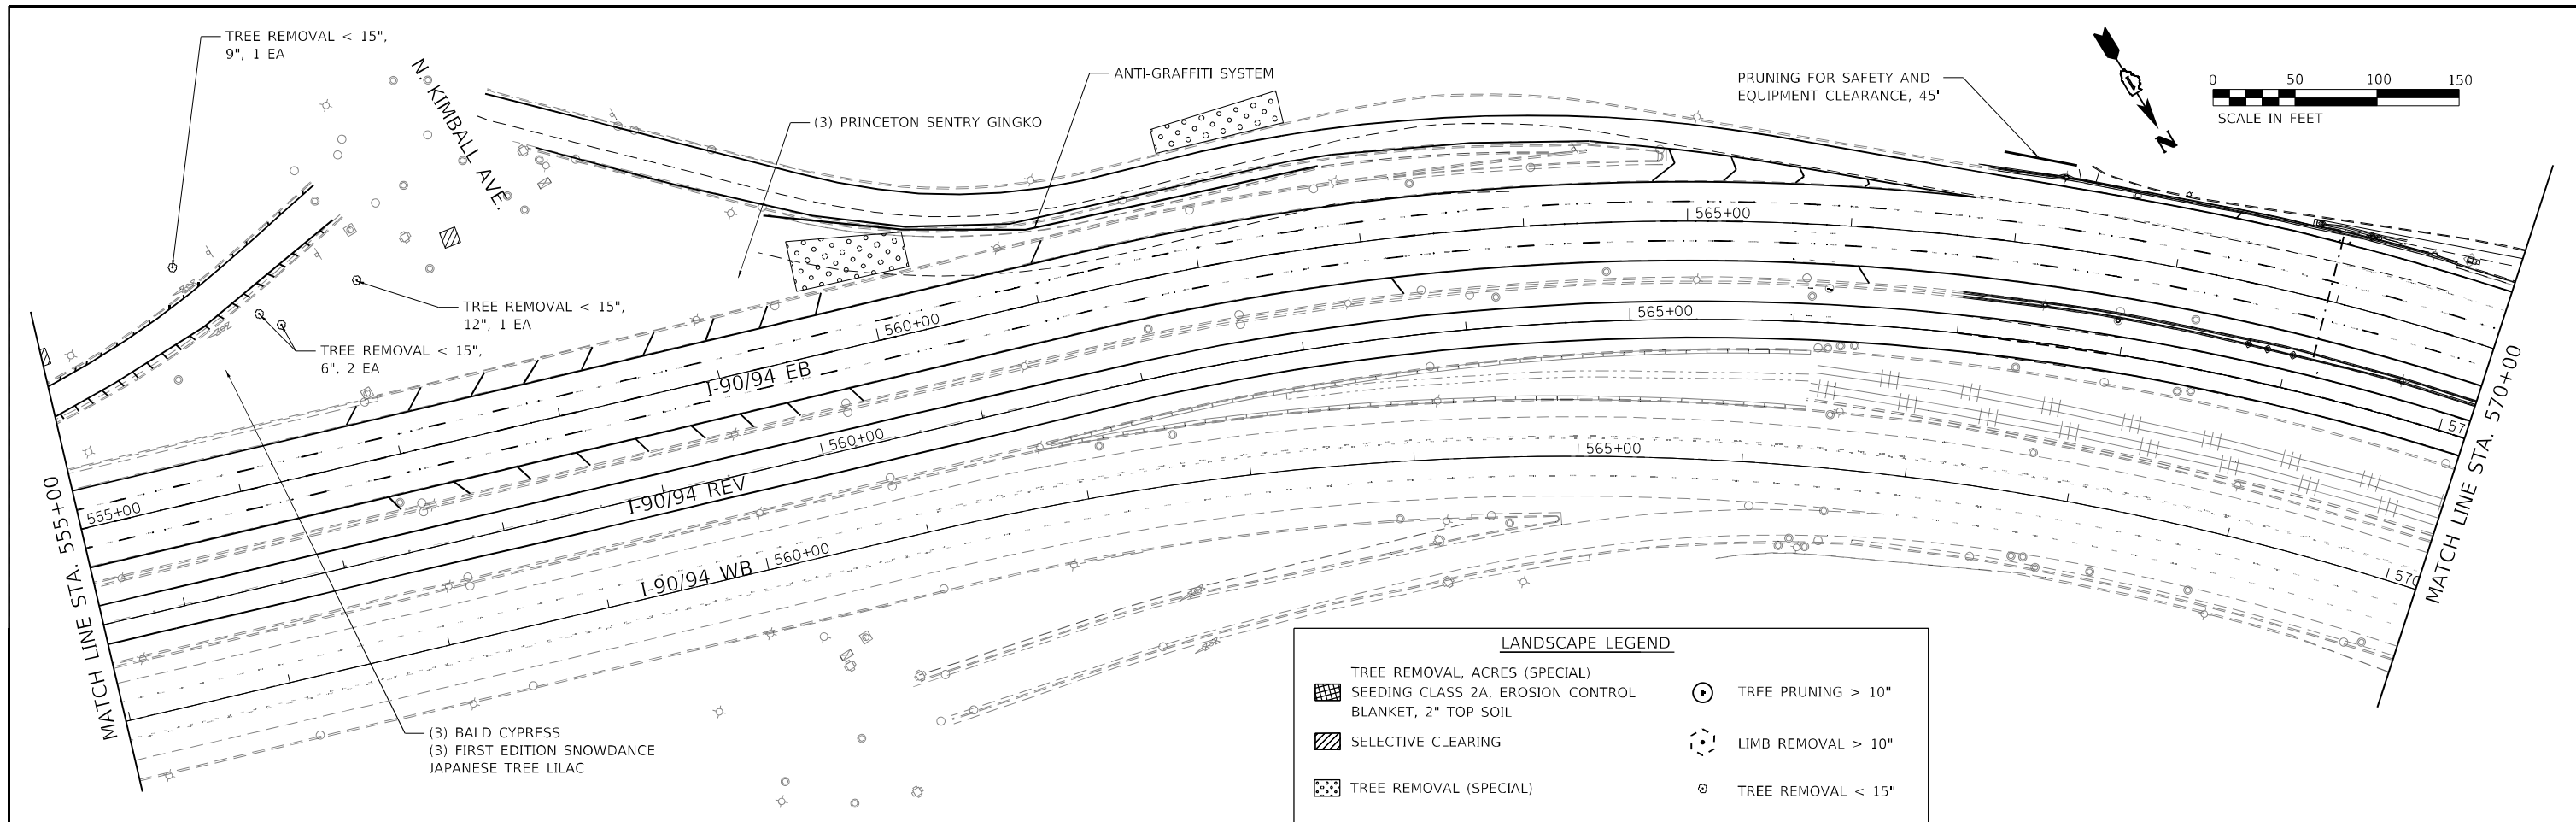 TREE REMOVAL < 15",
9", 1 EA
N. KIMBALL AVE.
ANTI-GRAFFITI SYSTEM
(3) PRINCETON SENTRY GINGKO
PRUNING FOR SAFETY AND
EQUIPMENT CLEARANCE, 45'
N
0 50 100 150
SCALE IN FEET
TREE REMOVAL < 15",
12", 1 EA
TREE REMOVAL < 15",
6", 2 EA
565+00
560+00
I-90/94 EB
555+00
565+00
560+00
I-90/94 REV
57
565+00
560+00
I-90/94 WB
570
MATCH LINE STA. 555+00
MATCH LINE STA. 570+00
(3) BALD CYPRESS
(3) FIRST EDITION SNOWDANCE
JAPANESE TREE LILAC
LANDSCAPE LEGEND
TREE REMOVAL, ACRES (SPECIAL)
SEEDING CLASS 2A, EROSION CONTROL
BLANKET, 2" TOP SOIL
SELECTIVE CLEARING
TREE REMOVAL (SPECIAL)
TREE PRUNING > 10"
LIMB REMOVAL > 10"
TREE REMOVAL < 15"